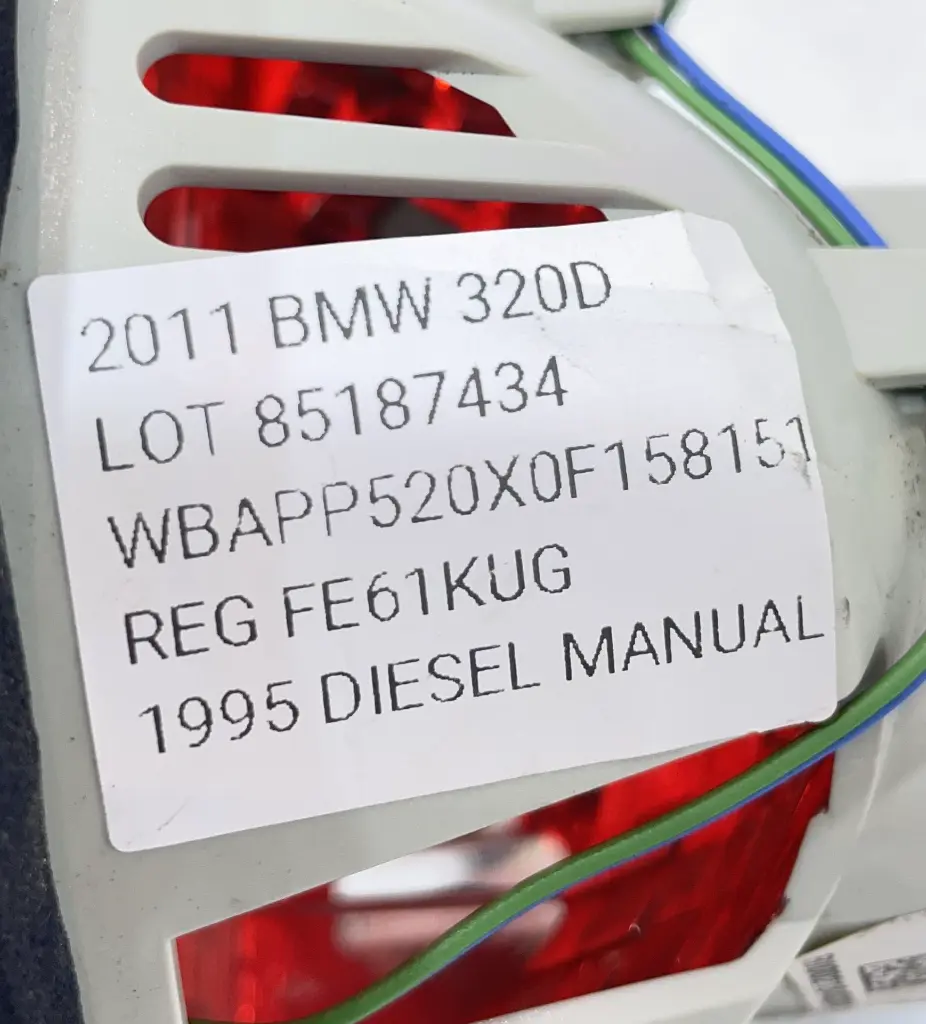 2011 BMW 320D
LOT 85187434
WBAPP520X0F158151
REG FE61KUG
1995 DIESEL MANUAL